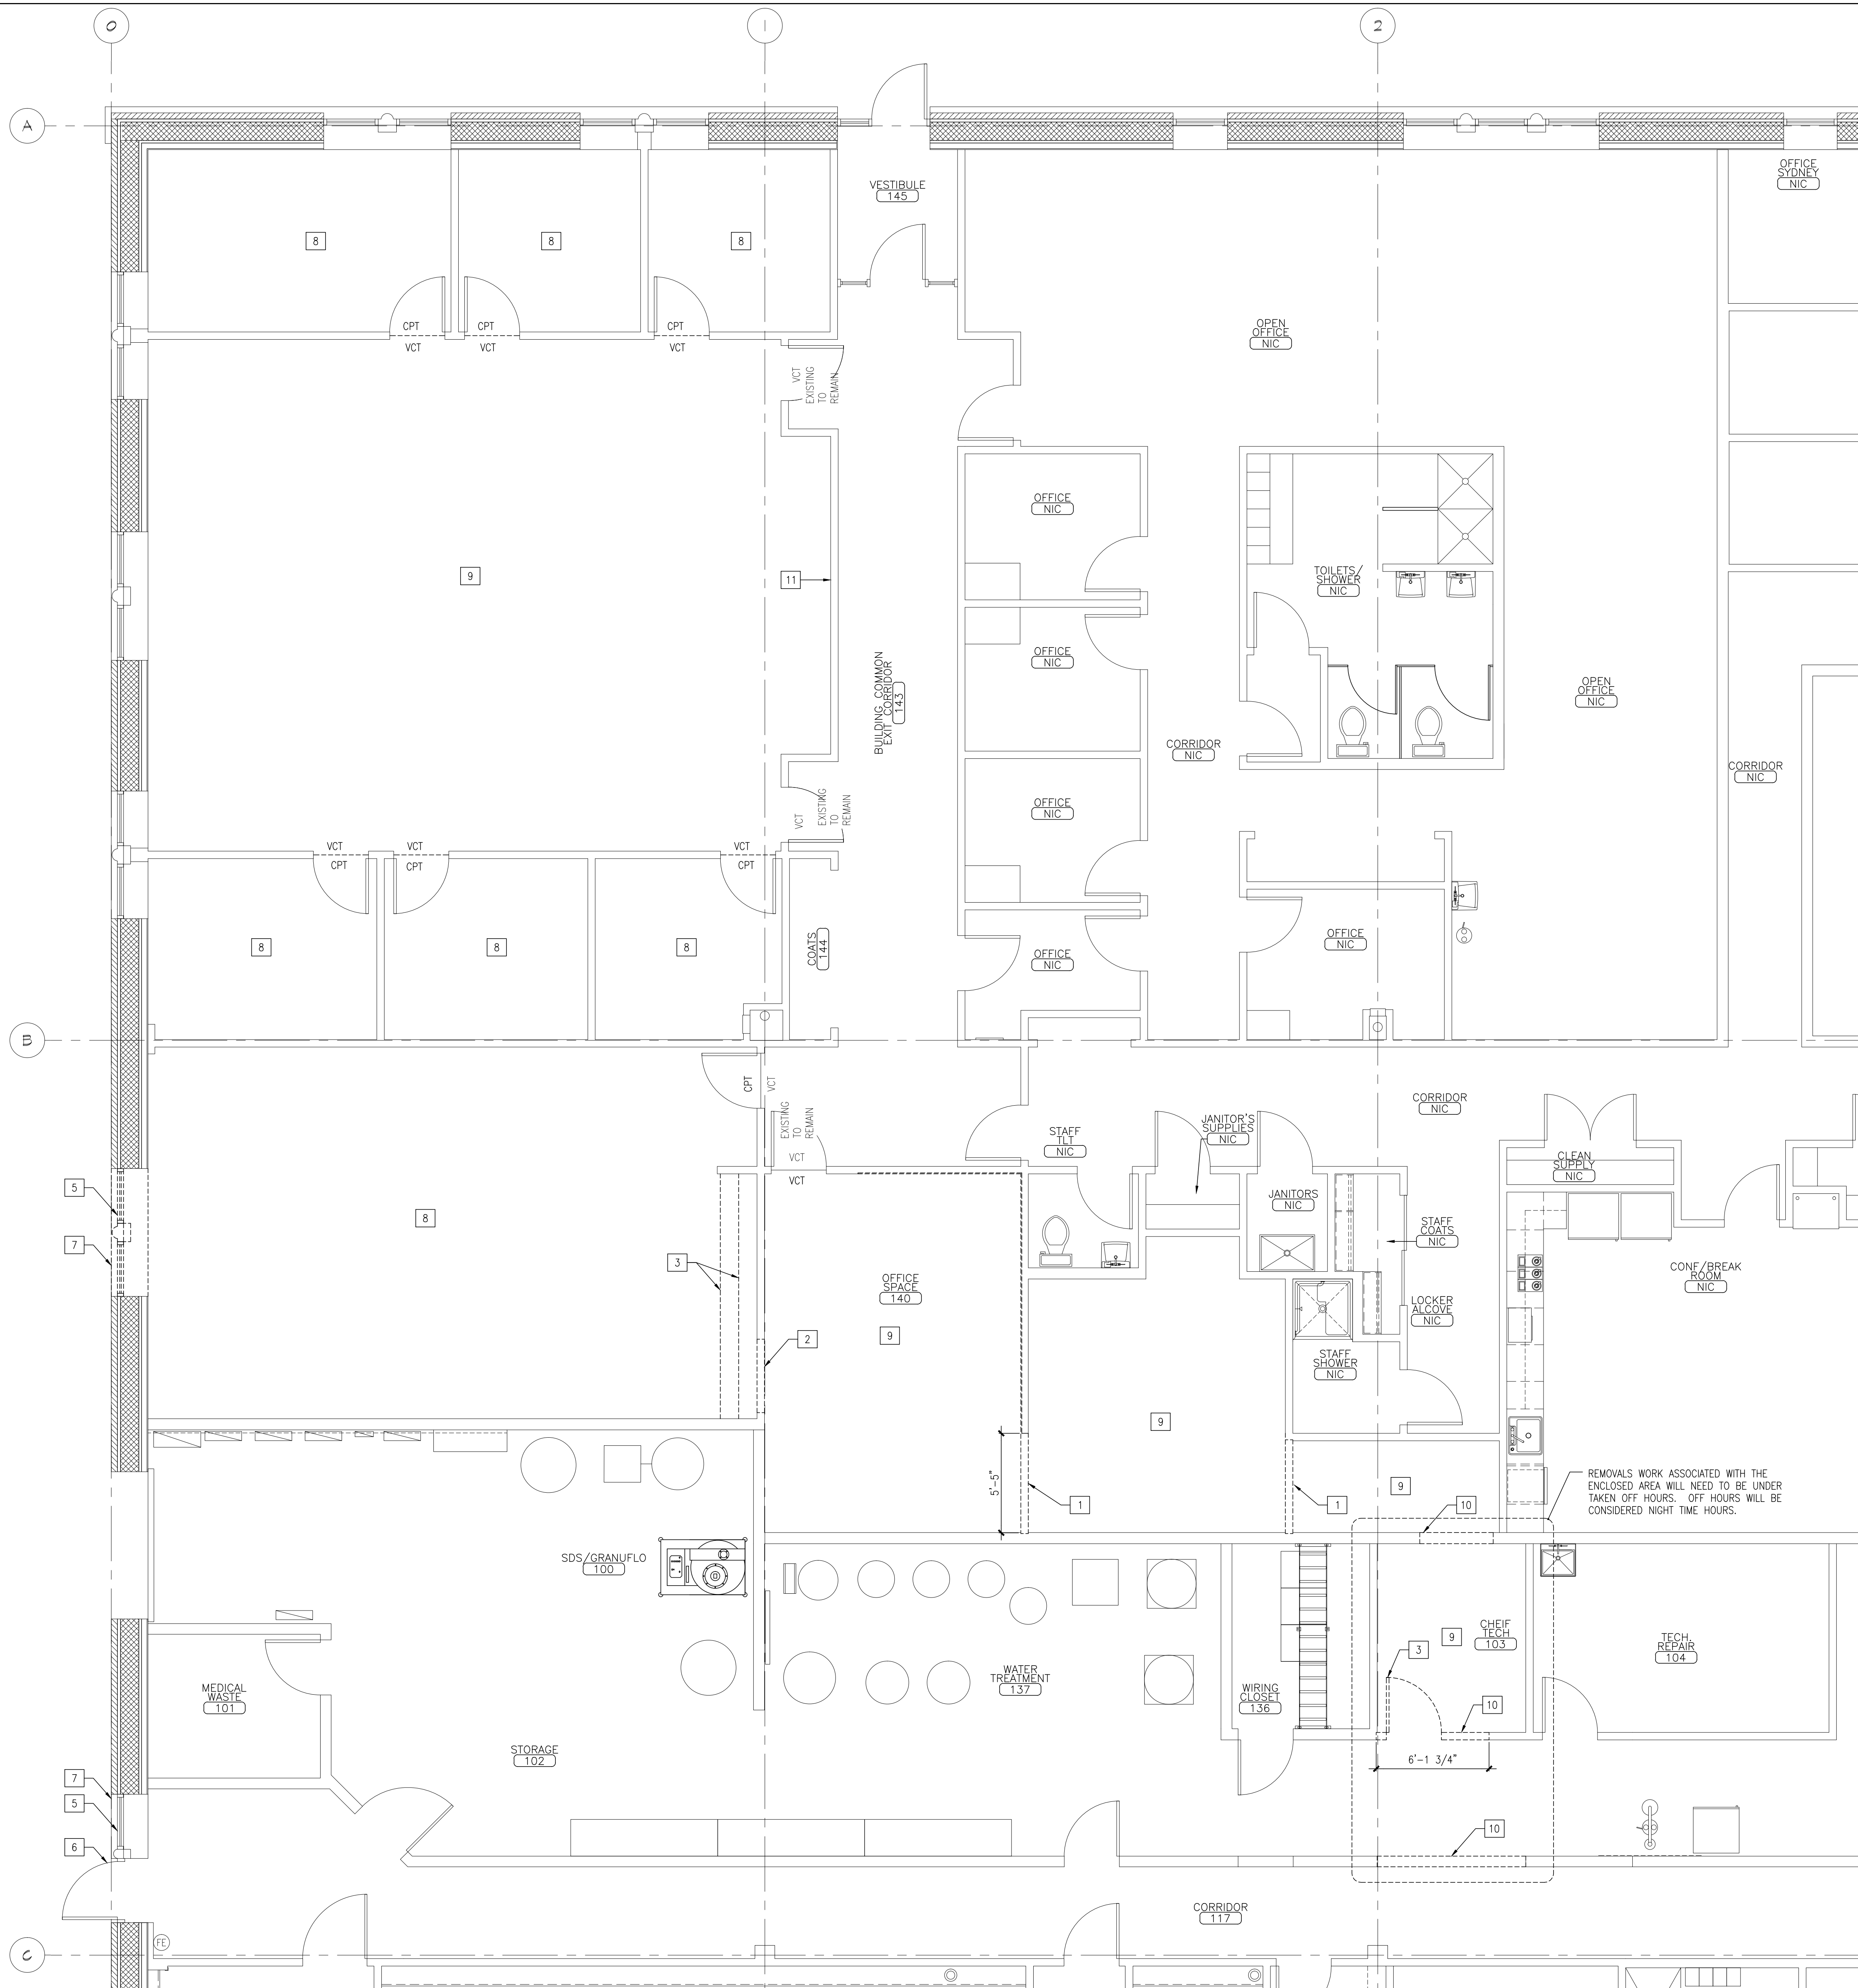 0
1
2
A
OFFICE
SYDNEY
NIC
VESTIBULE
145
8
8
8
CPT
CPT
CPT
VCT
VCT
VCT
OPEN
OFFICE
NIC
VCT
EXISTING
TO
REMAIN
OFFICE
NIC
9
11
TOILETS/
SHOWER
NIC
OFFICE
NIC
BUILDING COMMON
EXIT CORRIDOR
143
OPEN
OFFICE
NIC
CORRIDOR
NIC
CORRIDOR
NIC
OFFICE
NIC
VCT
EXISTING
TO
REMAIN
VCT
VCT
VCT
CPT
CPT
CPT
8
8
8
COATS
144
OFFICE
NIC
OFFICE
NIC
B
CPT
VCT
EXISTING
TO
REMAIN
VCT
VCT
STAFF
TLT
NIC
JANITOR'S
SUPPLIES
NIC
CORRIDOR
NIC
CLEAN
SUPPLY
NIC
5
7
8
3
JANITORS
NIC
STAFF
COATS
NIC
OFFICE
SPACE
140
CONF/BREAK
ROOM
NIC
LOCKER
ALCOVE
NIC
2
9
STAFF
SHOWER
NIC
9
5'-5"
1
1
9
10
REMOVALS WORK ASSOCIATED WITH THE
ENCLOSED AREA WILL NEED TO BE UNDER
TAKEN OFF HOURS. OFF HOURS WILL BE
CONSIDERED NIGHT TIME HOURS.
SDS/GRANUFLO
100
CHEIF
TECH
103
9
3
TECH.
REPAIR
104
WATER
TREATMENT
137
WIRING
CLOSET
136
MEDICAL
WASTE
101
10
STORAGE
102
6'-1 3/4"
7
5
6
10
CORRIDOR
117
FE
C